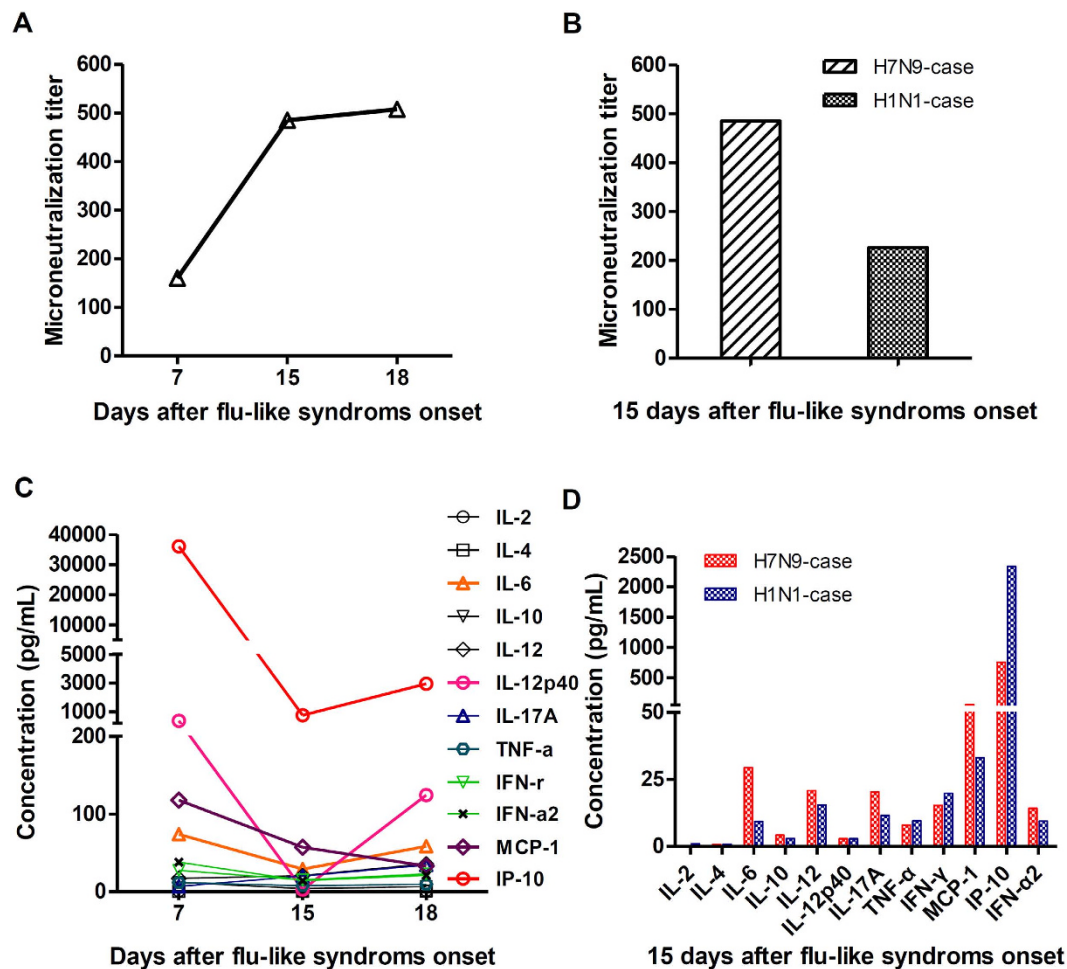 A
Microneutralization titer
600
500
400
300
200
100
0
7
15
18
Days after flu-like syndroms onset
B
Microneutralization titer
600
500
400
300
200
100
0
H7N9-case
H1N1-case
15 days after flu-like syndroms onset
C
Concentration (pg/mL)
40000
35000
30000
25000
20000
15000
10000
5000
3000
1000
200
100
0
7
15
18
Days after flu-like syndroms onset
IL-2
IL-4
IL-6
IL-10
IL-12
IL-12p40
IL-17A
TNF-a
IFN-r
IFN-a2
MCP-1
IP-10
D
Concentration (pg/mL)
2500
2000
1500
1000
500
50
25
0
H7N9-case
H1N1-case
IL-2
IL-4
IL-6
IL-10
IL-12
IL-12p40
IL-17A
TNF-α
IFN-γ
MCP-1
IP-10
IFN-α2
15 days after flu-like syndroms onset